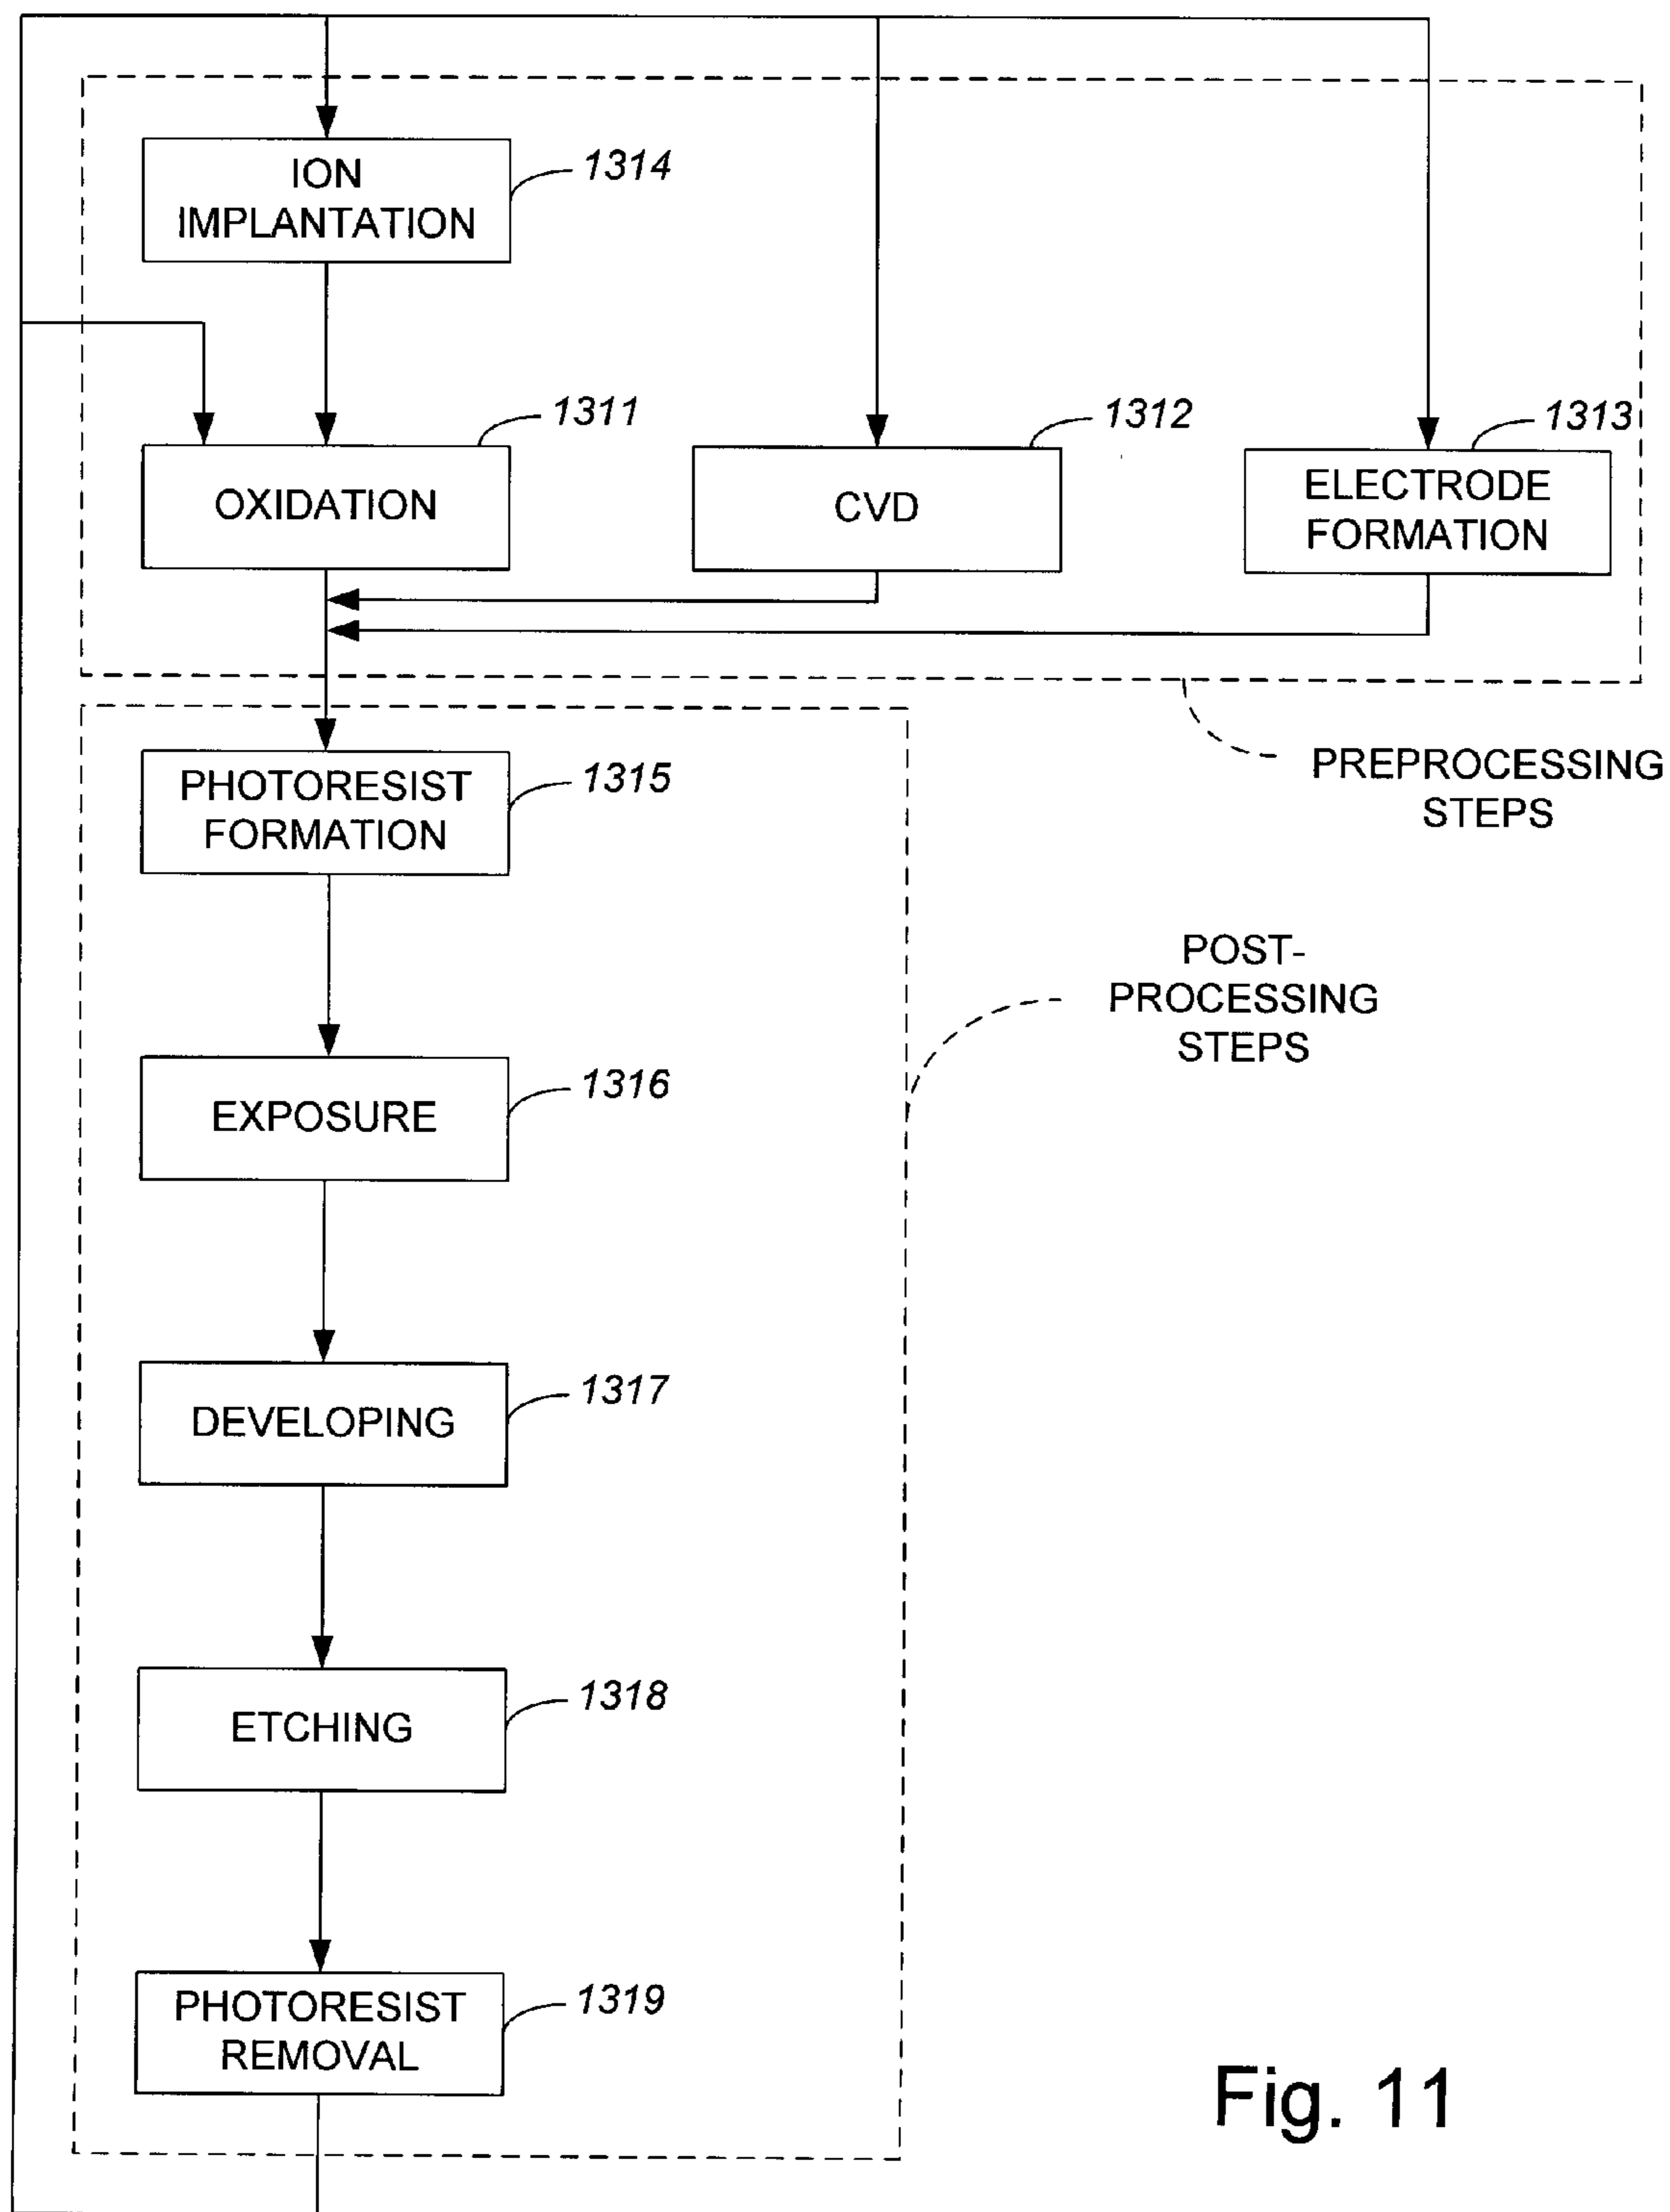 ION
IMPLANTATION
1314
OXIDATION
1311
CVD
1312
ELECTRODE
FORMATION
1313
PREPROCESSING
STEPS
PHOTORESIST
FORMATION
1315
POST-
PROCESSING
STEPS
EXPOSURE
1316
DEVELOPING
1317
ETCHING
1318
PHOTORESIST
REMOVAL
1319
Fig. 11